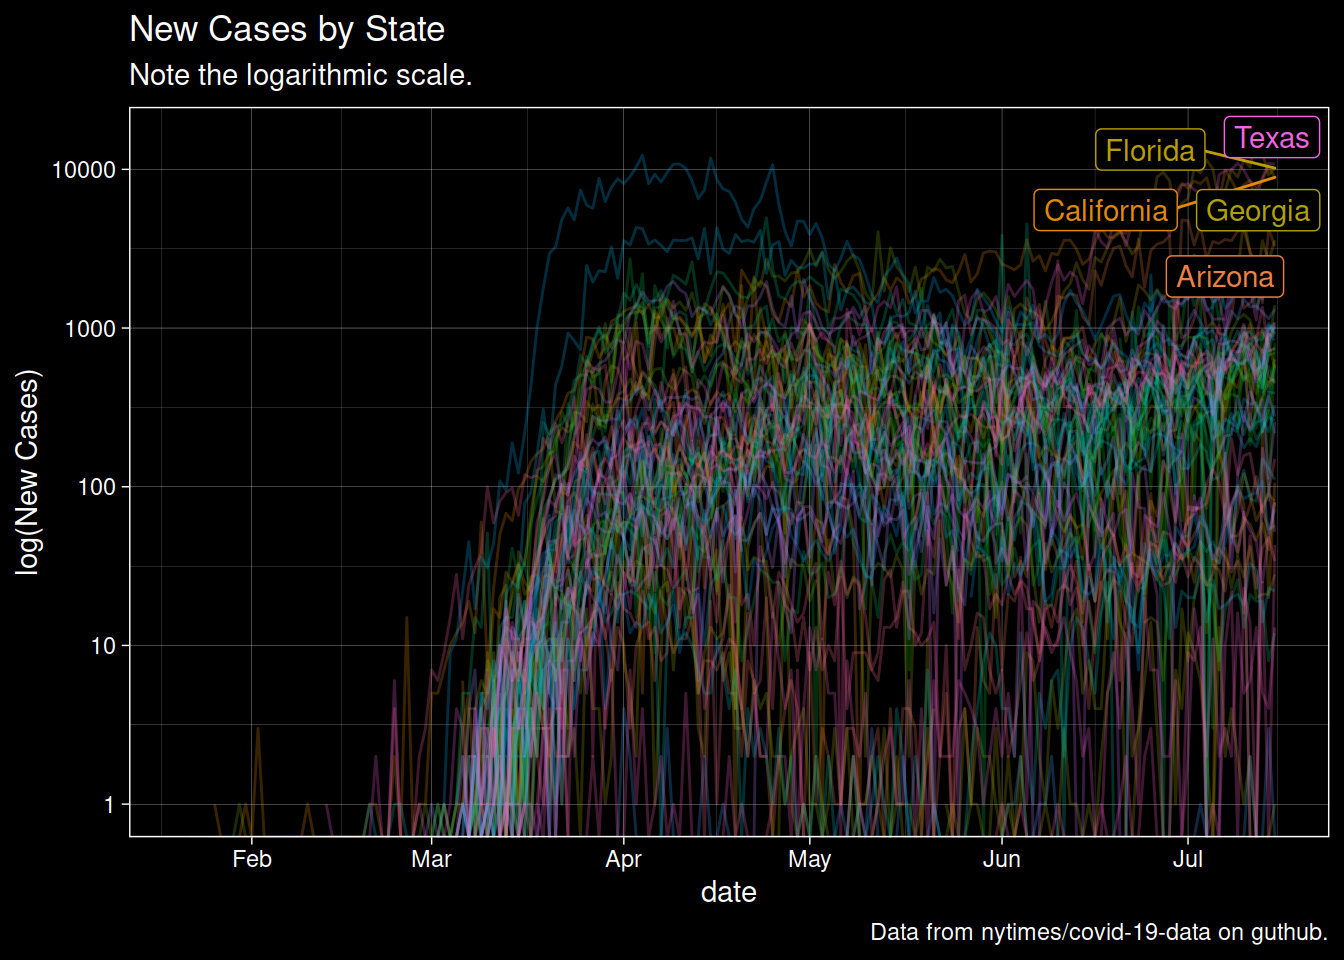 New Cases by State
Note the logarithmic scale.
Texas
Florida
California
Georgia
Arizona
10000
1000
100
10
1
log(New Cases)
Feb Mar Apr May Jun Jul
date
Data from nytimes/covid-19-data on guthub.